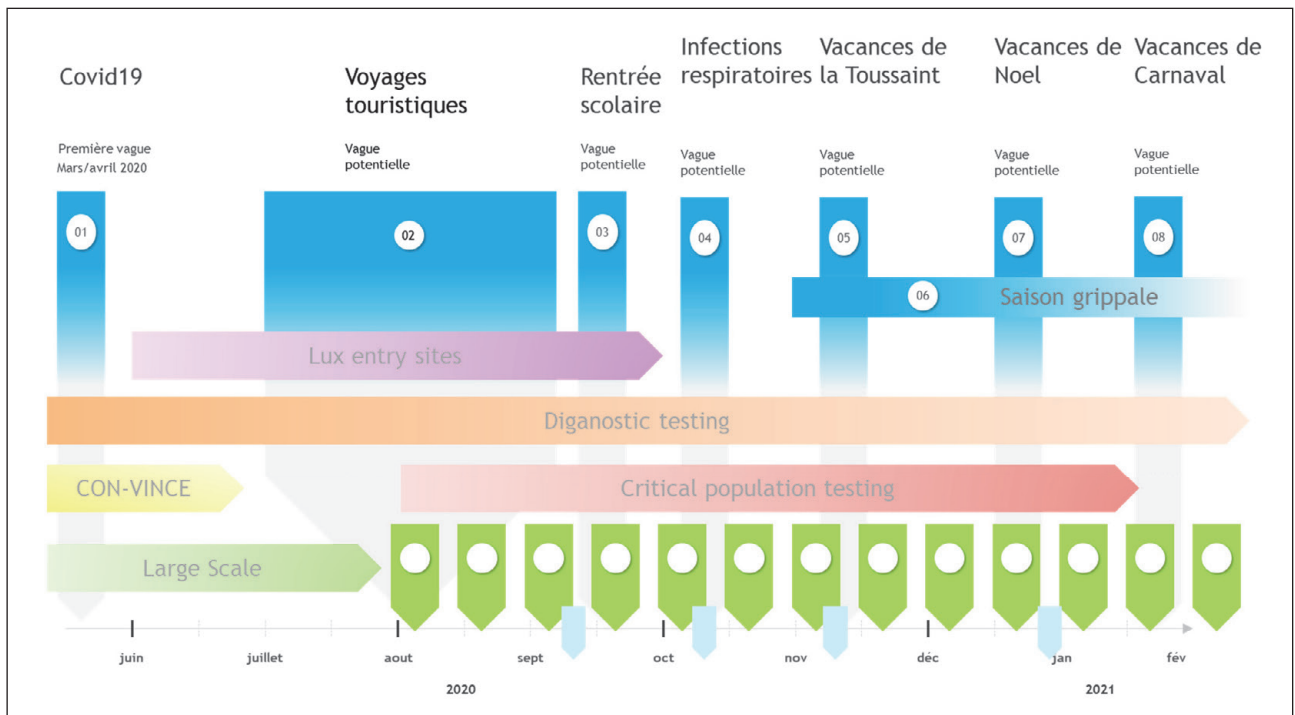 Covid19
Voyages
touristiques
Rentrée
scolaire
Infections
respiratoires
Vacances de
la Toussaint
Vacances de
Noel
Vacances de
Carnaval
Première vague
Mars/avril 2020
Vague
potentielle
Vague
potentielle
Vague
potentielle
Vague
potentielle
Vague
potentielle
Vague
potentielle
01
02
03
04
05
07
08
06
Saison grippale
Lux entry sites
Diganostic testing
CON-VINCE
Critical population testing
Large Scale
juin
juillet
aout
sept
oct
nov
déc
jan
fév
2020
2021